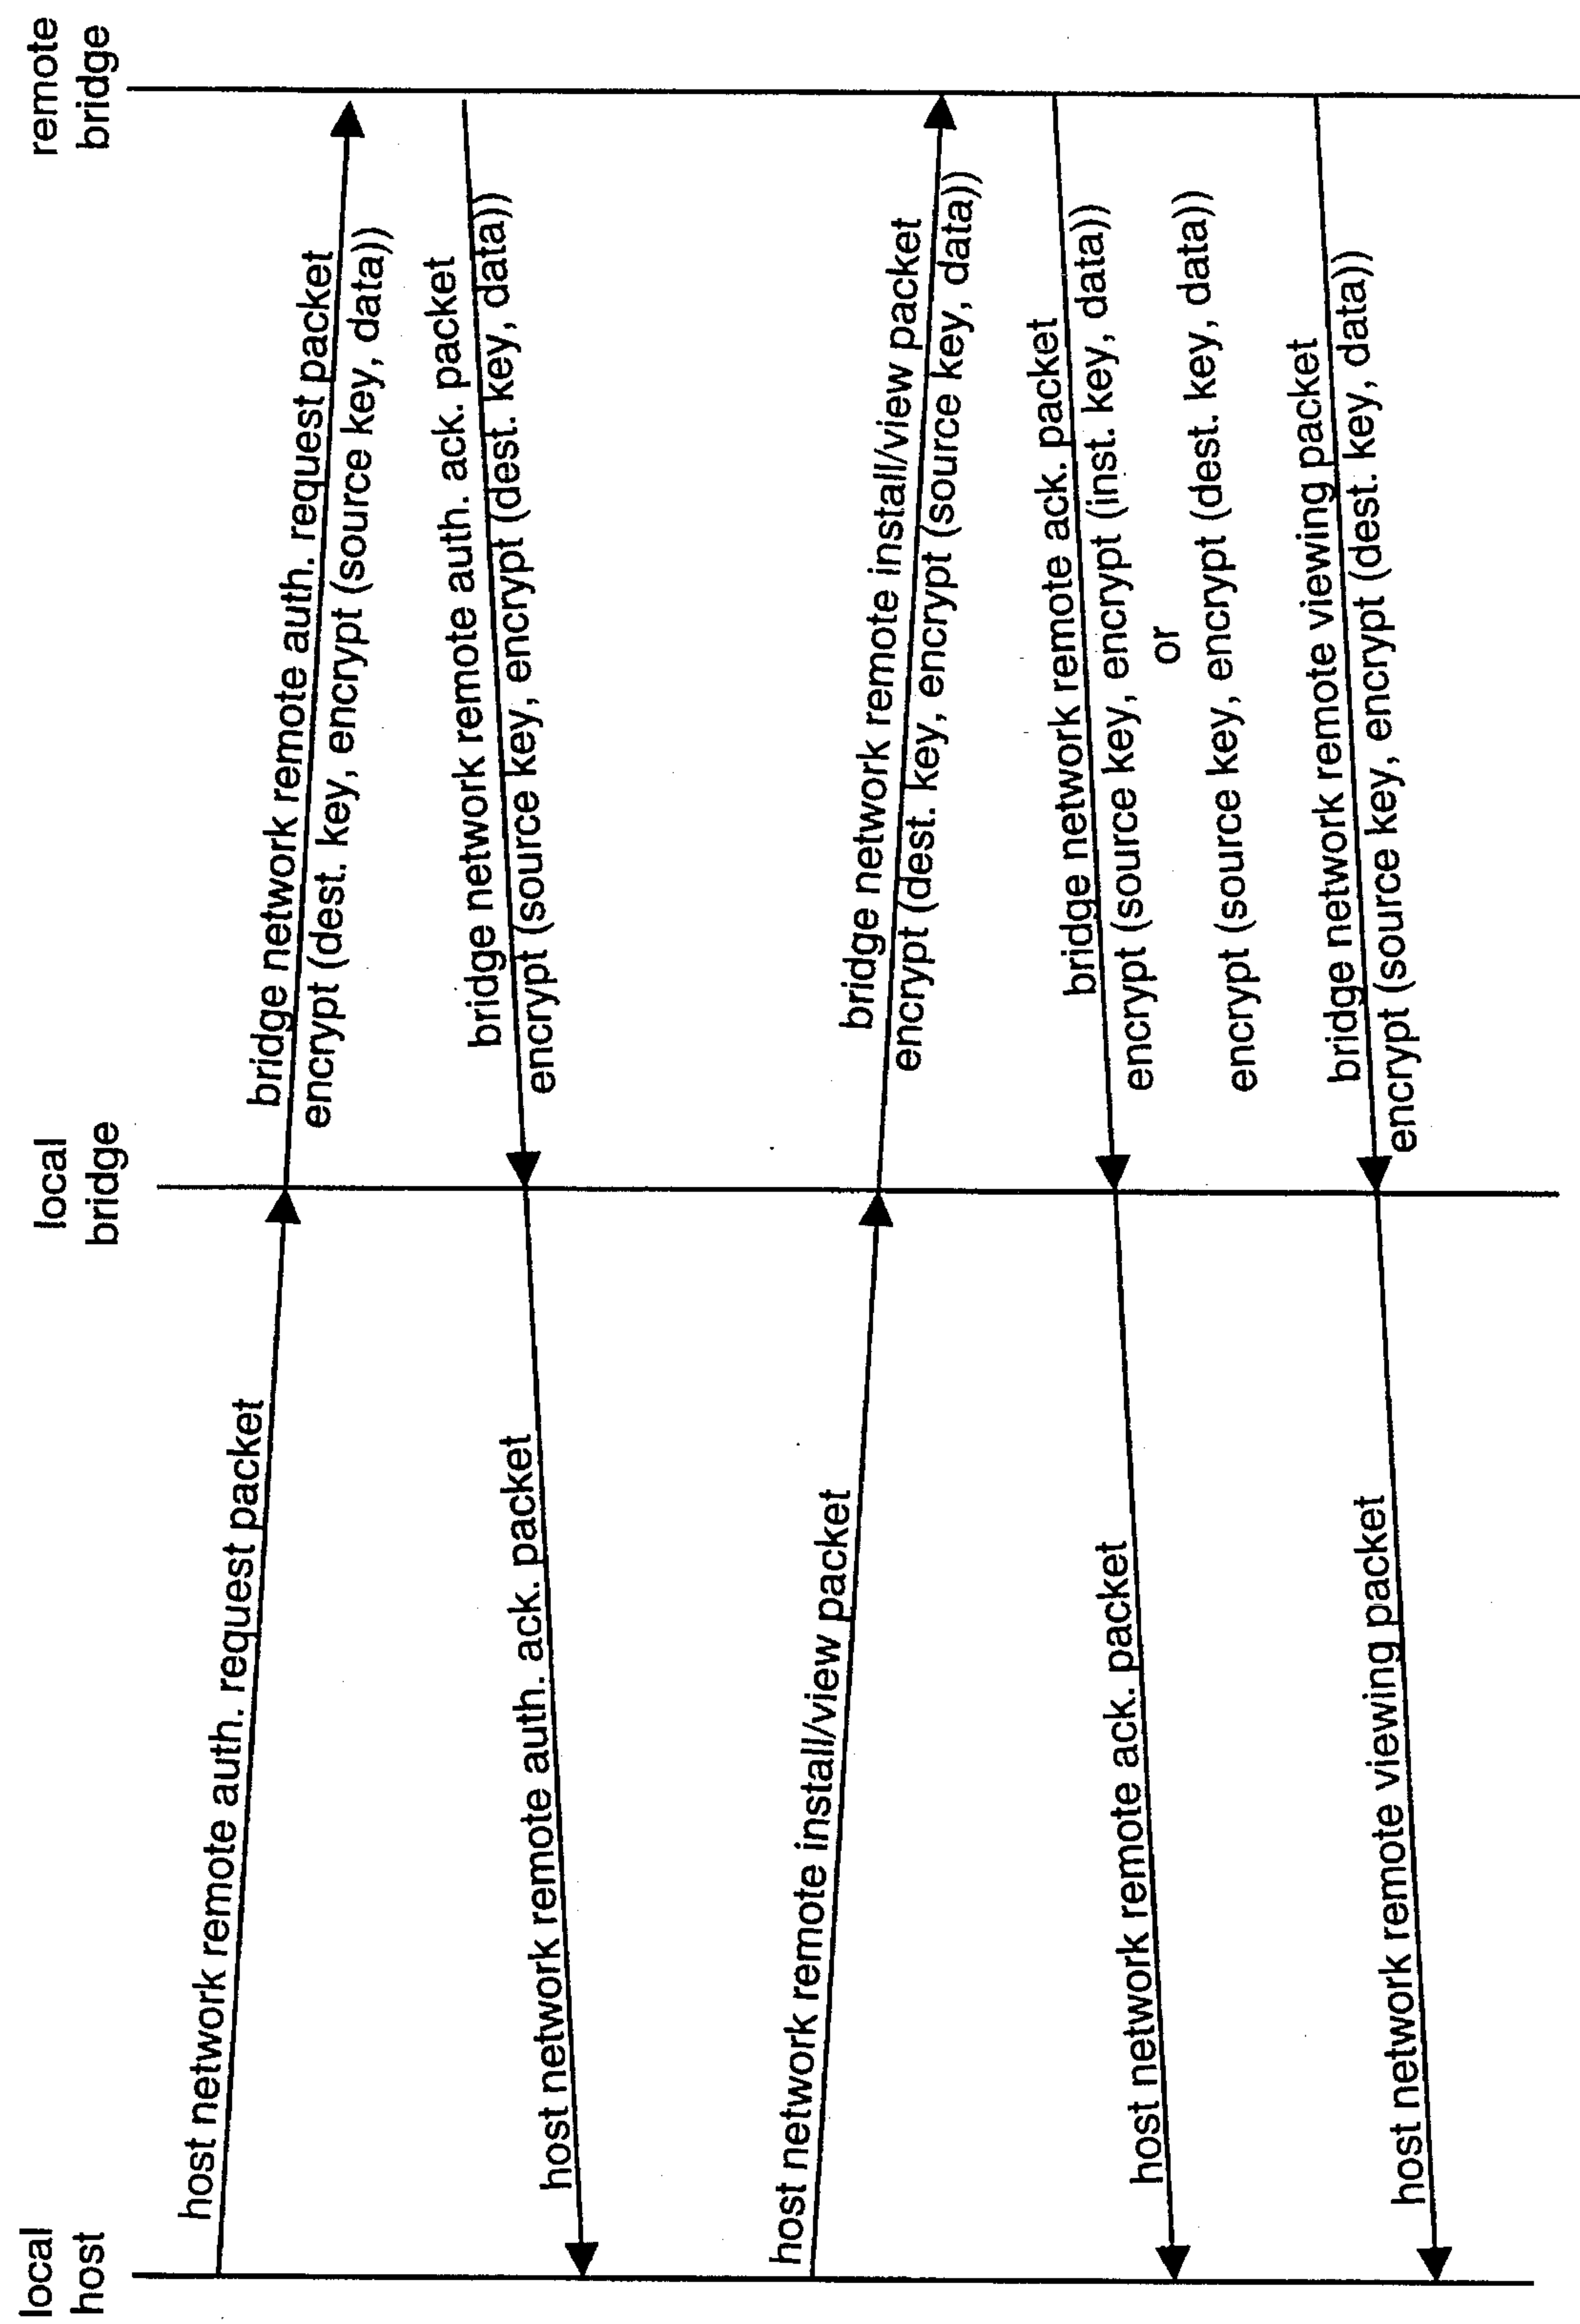 local
host
local
bridge
remote
bridge
host network remote auth. request packet
bridge network remote auth. request packet
encrypt (dest. key, encrypt (source key, data))
bridge network remote auth. ack. packet
encrypt (source key, encrypt (dest. key, data))
host network remote auth. ack. packet
host network remote install/view packet
bridge network remote install/view packet
encrypt (dest. key, encrypt (source key, data))
bridge network remote ack. packet
encrypt (source key, encrypt (inst. key, data))
or
encrypt (source key, encrypt (dest. key, data))
host network remote ack. packet
bridge network remote viewing packet
encrypt (source key, encrypt (dest. key, data))
host network remote viewing packet